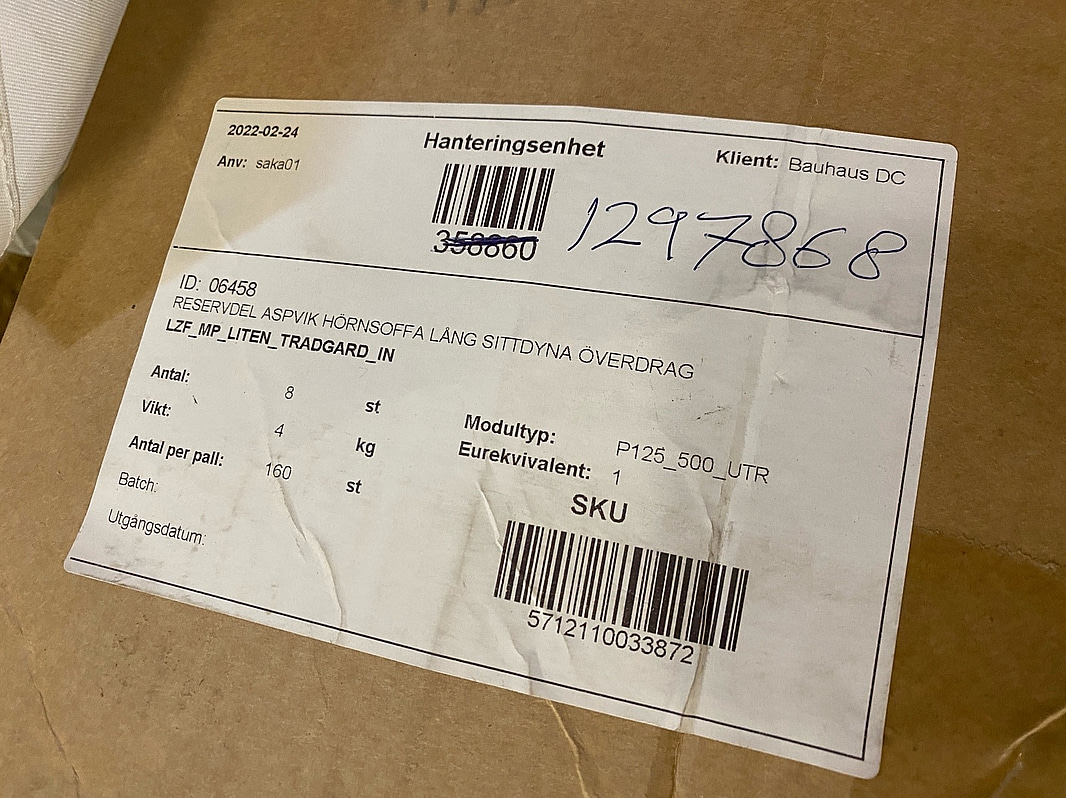 2022-02-24
Hanteringsenhet
Klient: Bauhaus DC
Anv: saka01
358860
1297868
ID: 06458
RESERVDEL ASPVIK HÖRNSOFFA LÅNG SITTDYNA ÖVERDRAG
LZF_MP_LITEN_TRADGARD_IN
Antal: 8 st
Vikt: 4 kg
Antal per pall: 160 st
Batch:
Utgångsdatum:
Modultyp: P125_500_UTR
Eurekvivalent: 1
SKU
5712110033872